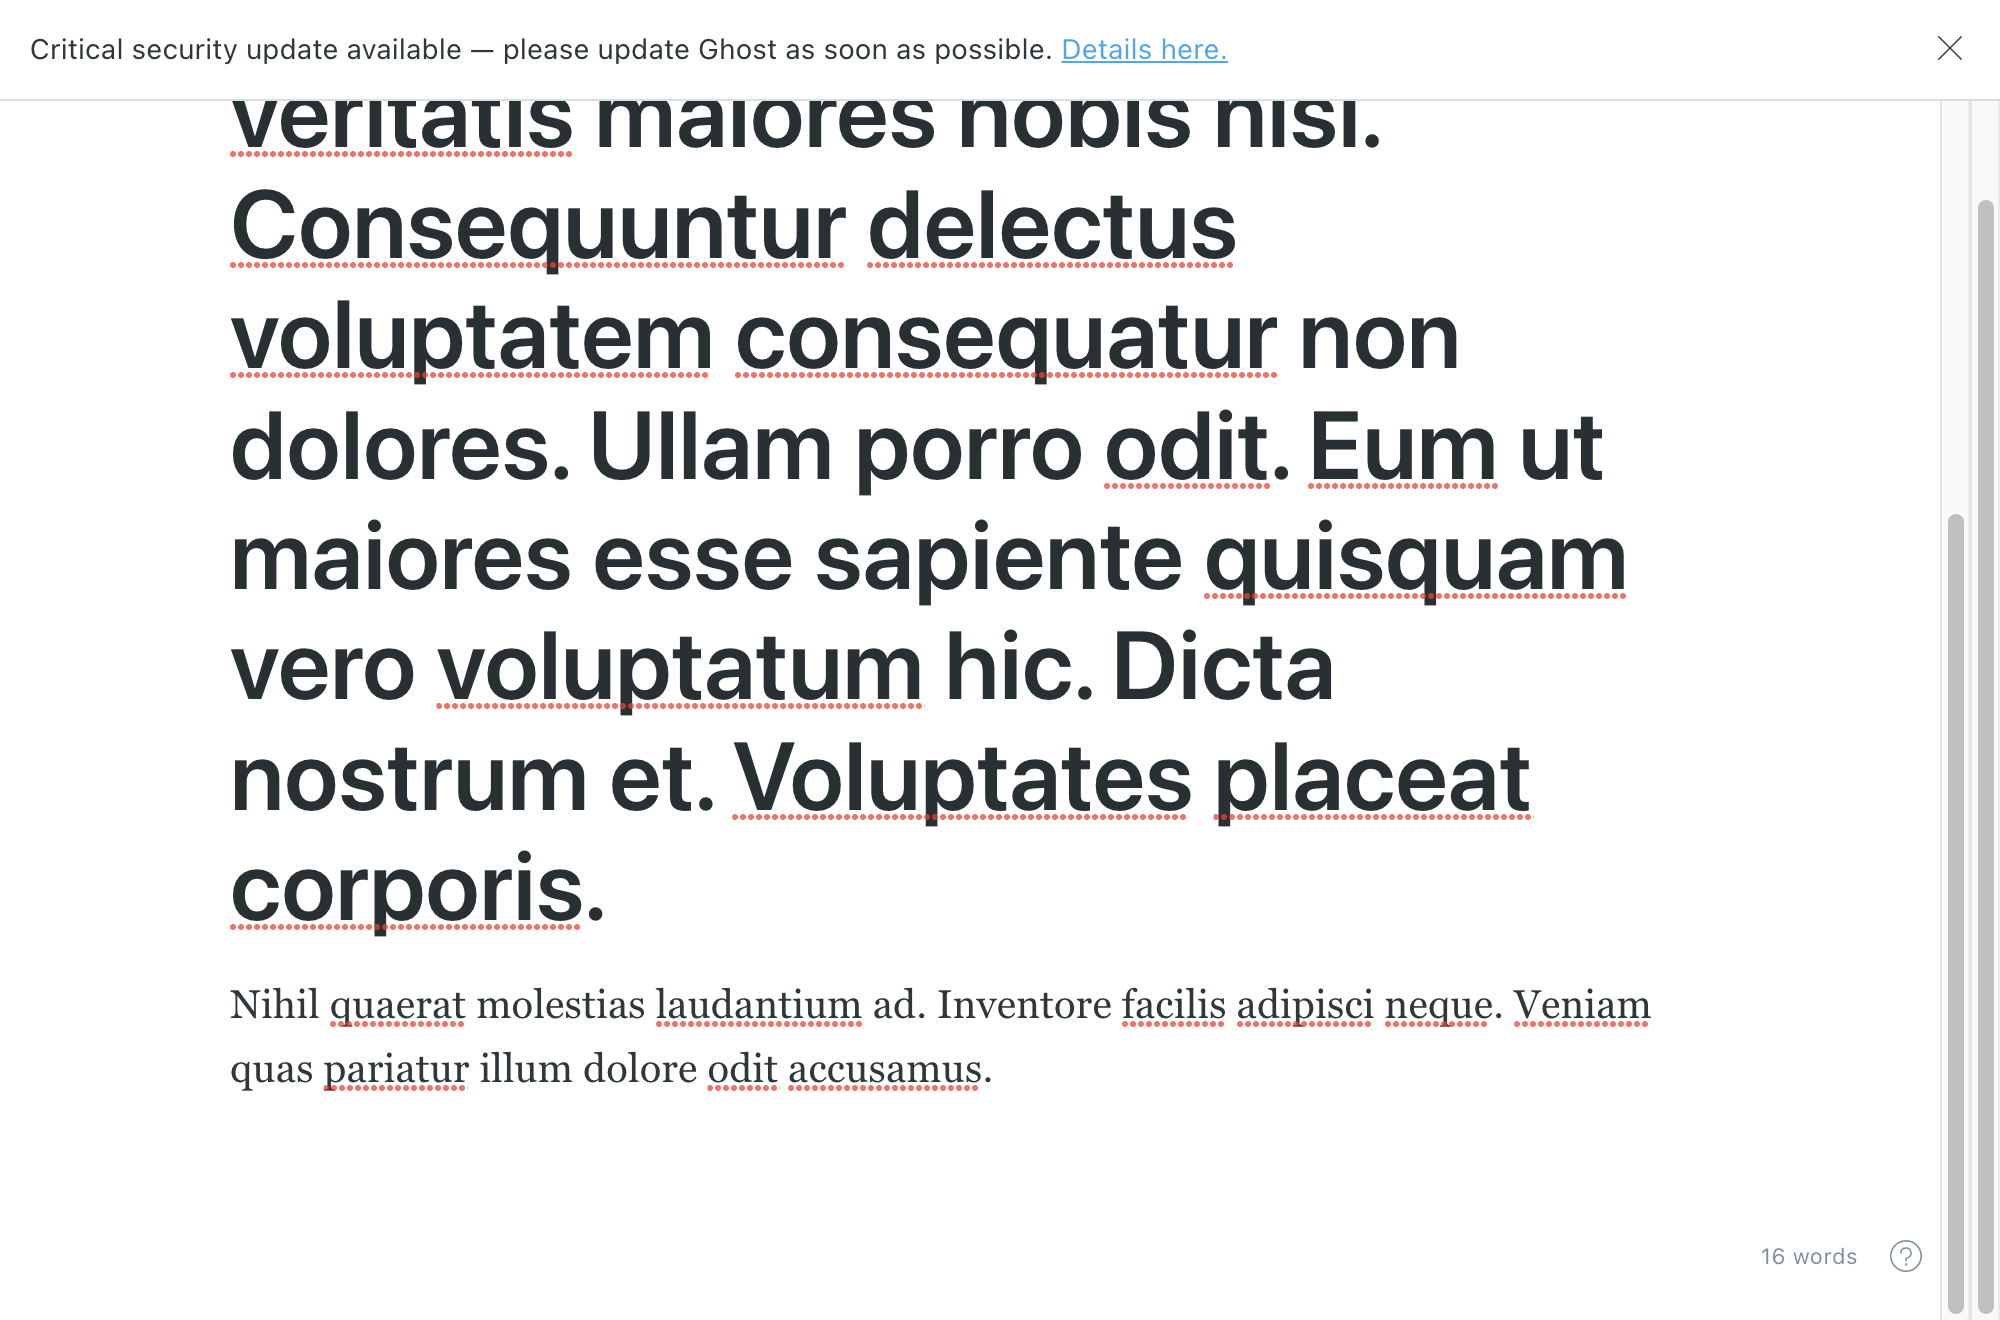 Critical security update available — please update Ghost as soon as possible. Details here.
veritatis maiores nobis nisi.
Consequuntur delectus
voluptatem consequatur non
dolores. Ullam porro odit. Eum ut
maiores esse sapiente quisquam
vero voluptatum hic. Dicta
nostrum et. Voluptates placeat
corporis.
Nihil quaerat molestias laudantium ad. Inventore facilis adipisci neque. Veniam
quas pariatur illum dolore odit accusamus.
16 words
?